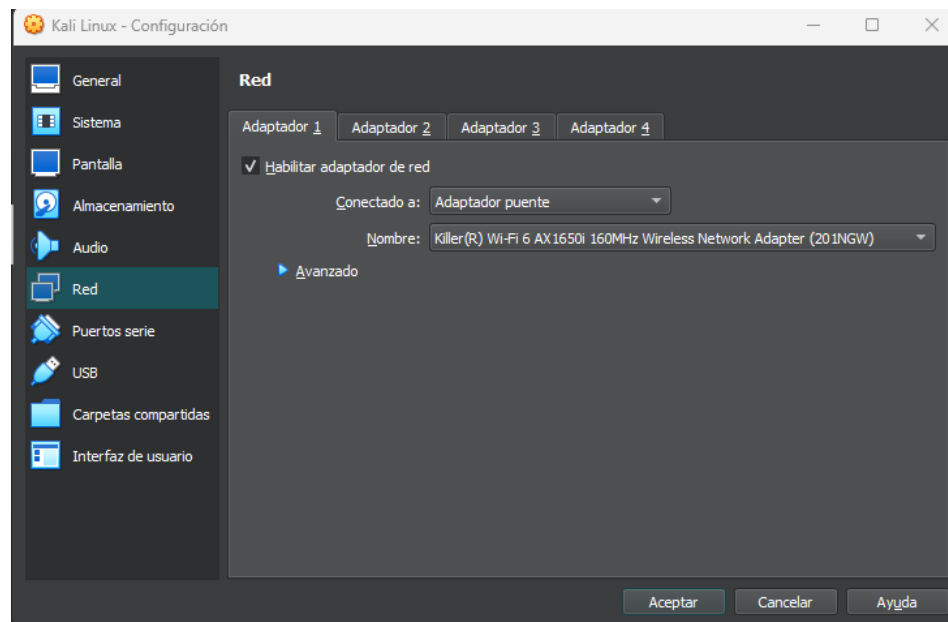 Kali Linux - Configuración
General
Sistema
Pantalla
Almacenamiento
Audio
Red
Puertos serie
USB
Carpetas compartidas
Interfaz de usuario
Red
Adaptador 1 Adaptador 2 Adaptador 3 Adaptador 4
Habilitar adaptador de red
Conectado a: Adaptador puente
Nombre: Killer(R) Wi-Fi 6 AX1650i 160MHz Wireless Network Adapter (201NGW)
Avanzado
Aceptar Cancelar Ayuda